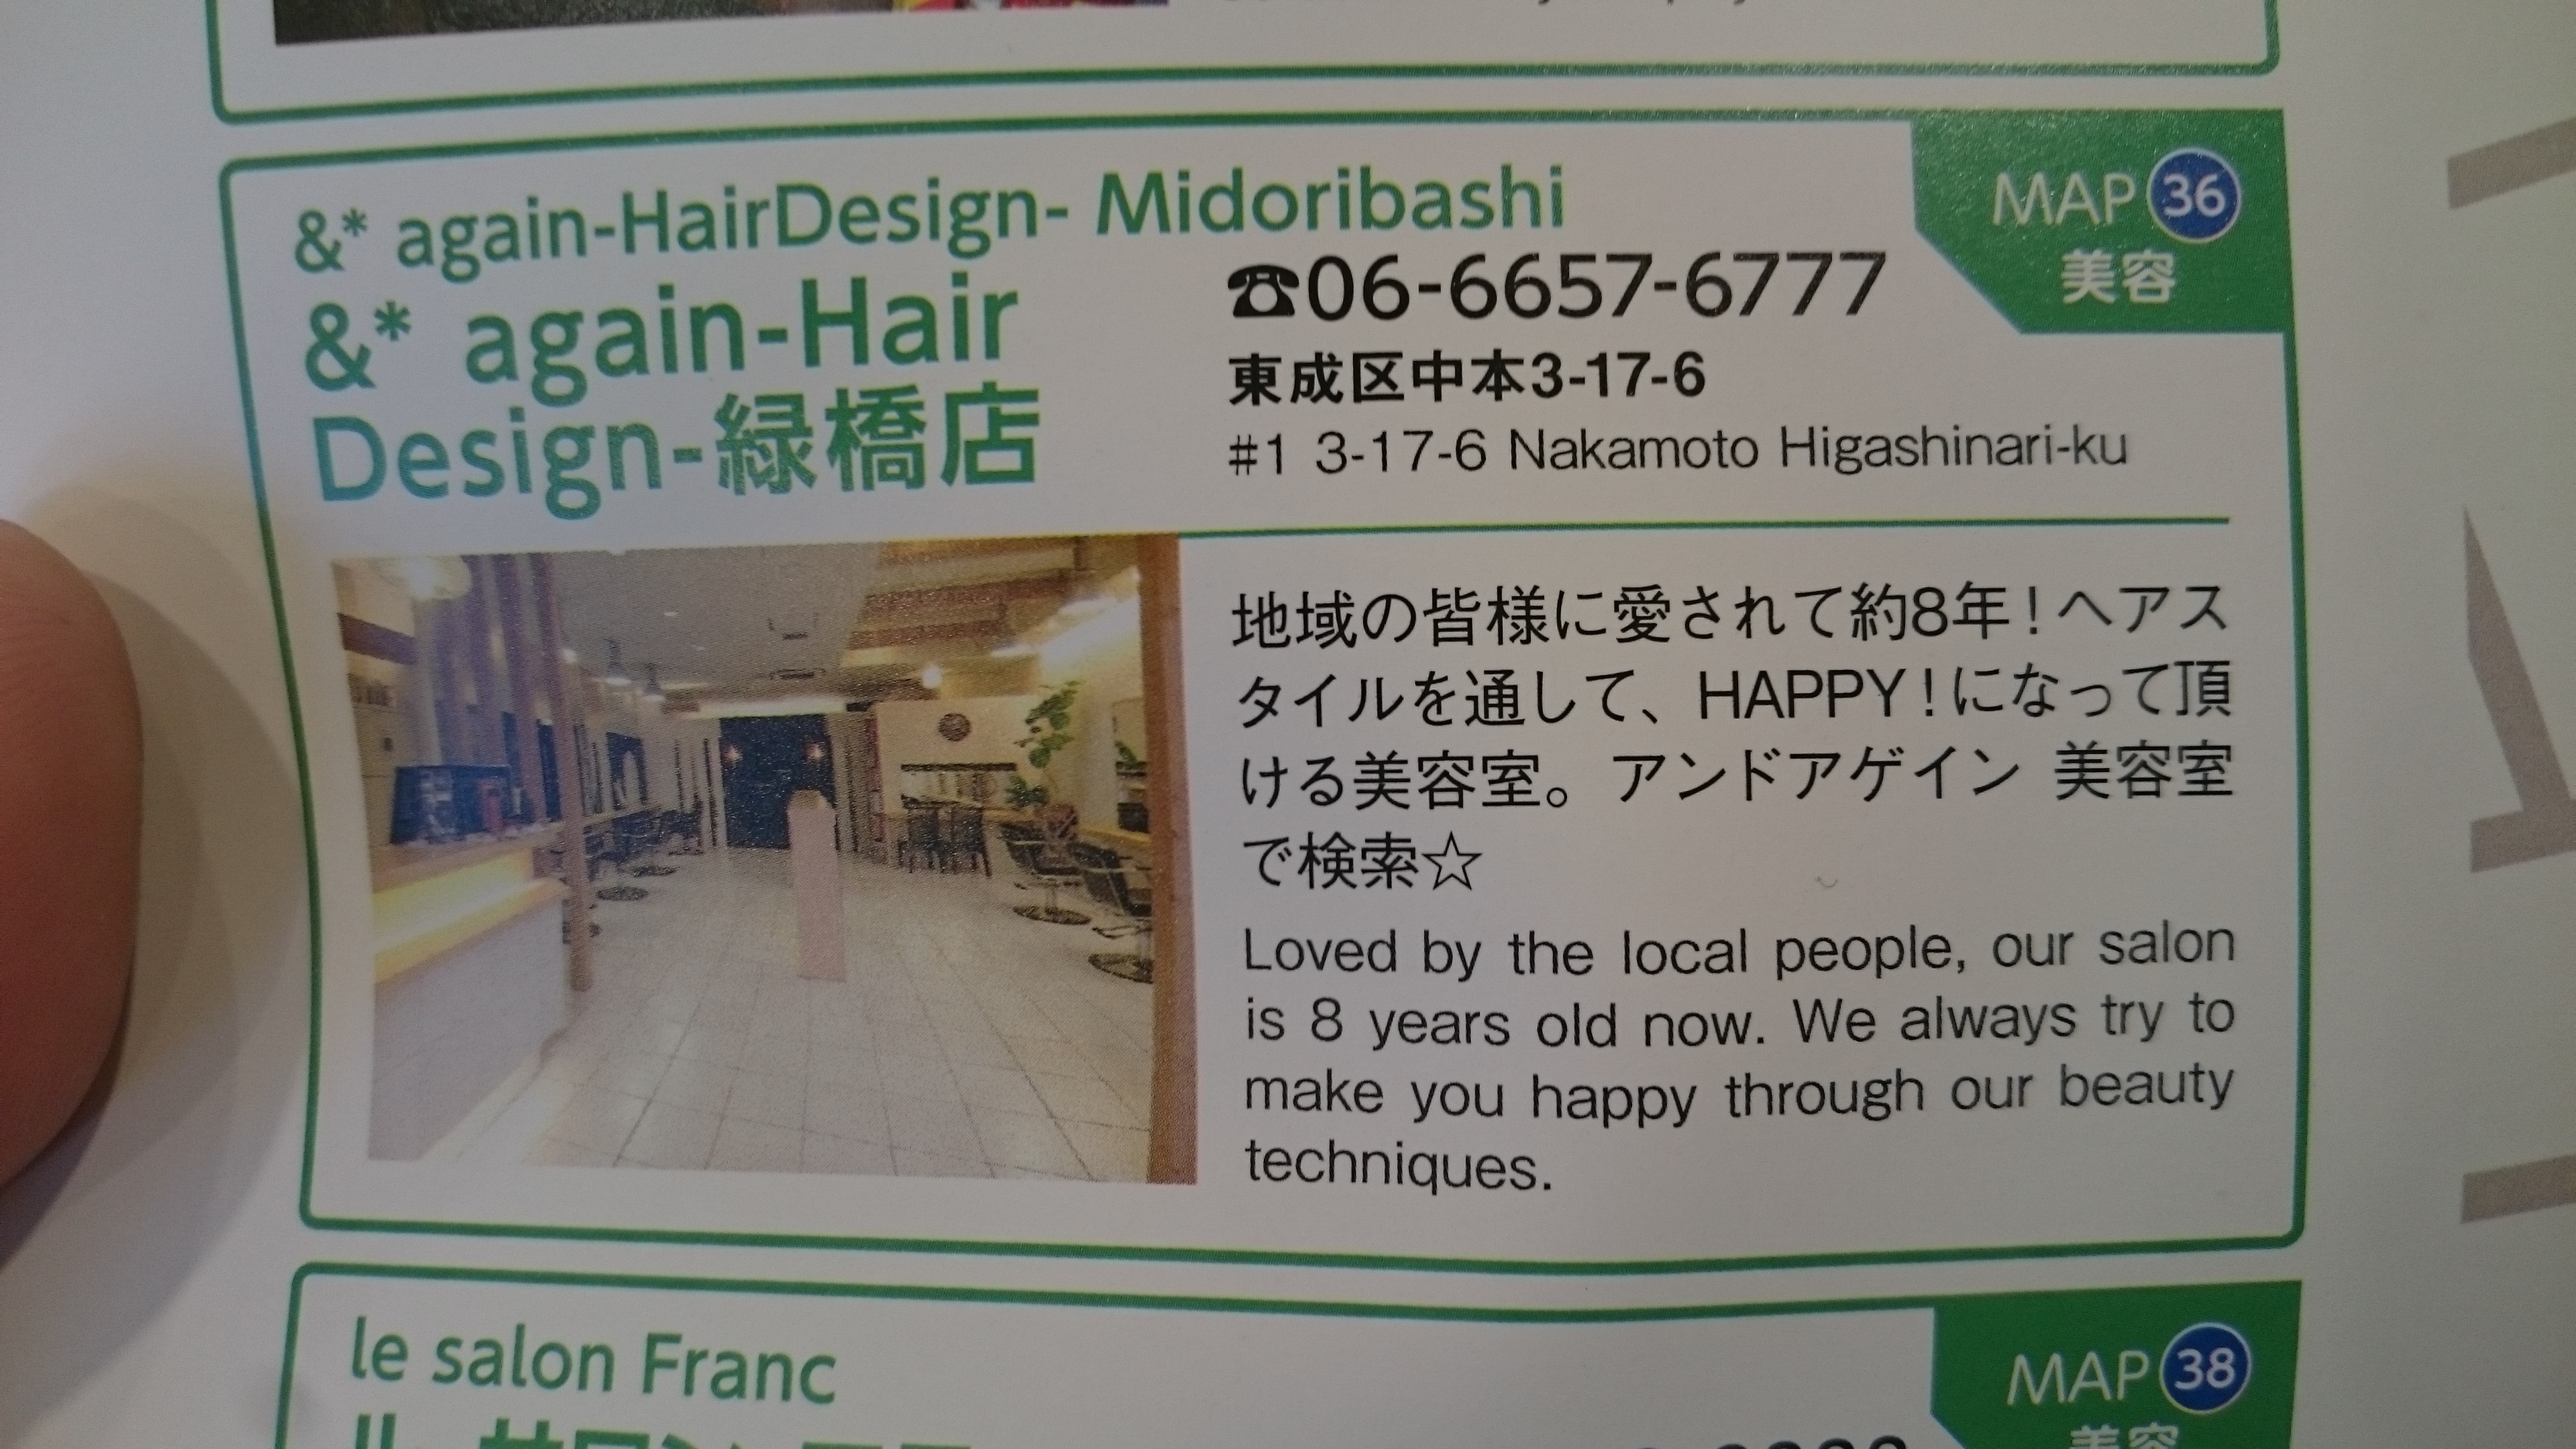 &* again-HairDesign- Midoribashi
&* again-Hair
Design-緑橋店
☎06-6657-6777
東成区中本3-17-6
#1 3-17-6 Nakamoto Higashinari-ku
MAP 36
美容
地域の皆様に愛されて約8年!ヘアス
タイルを通して、HAPPY!になって頂
ける美容室。アンドアゲイン 美容室
で検索☆
Loved by the local people, our salon
is 8 years old now. We always try to
make you happy through our beauty
techniques.
le salon Franc
MAP 38
美容